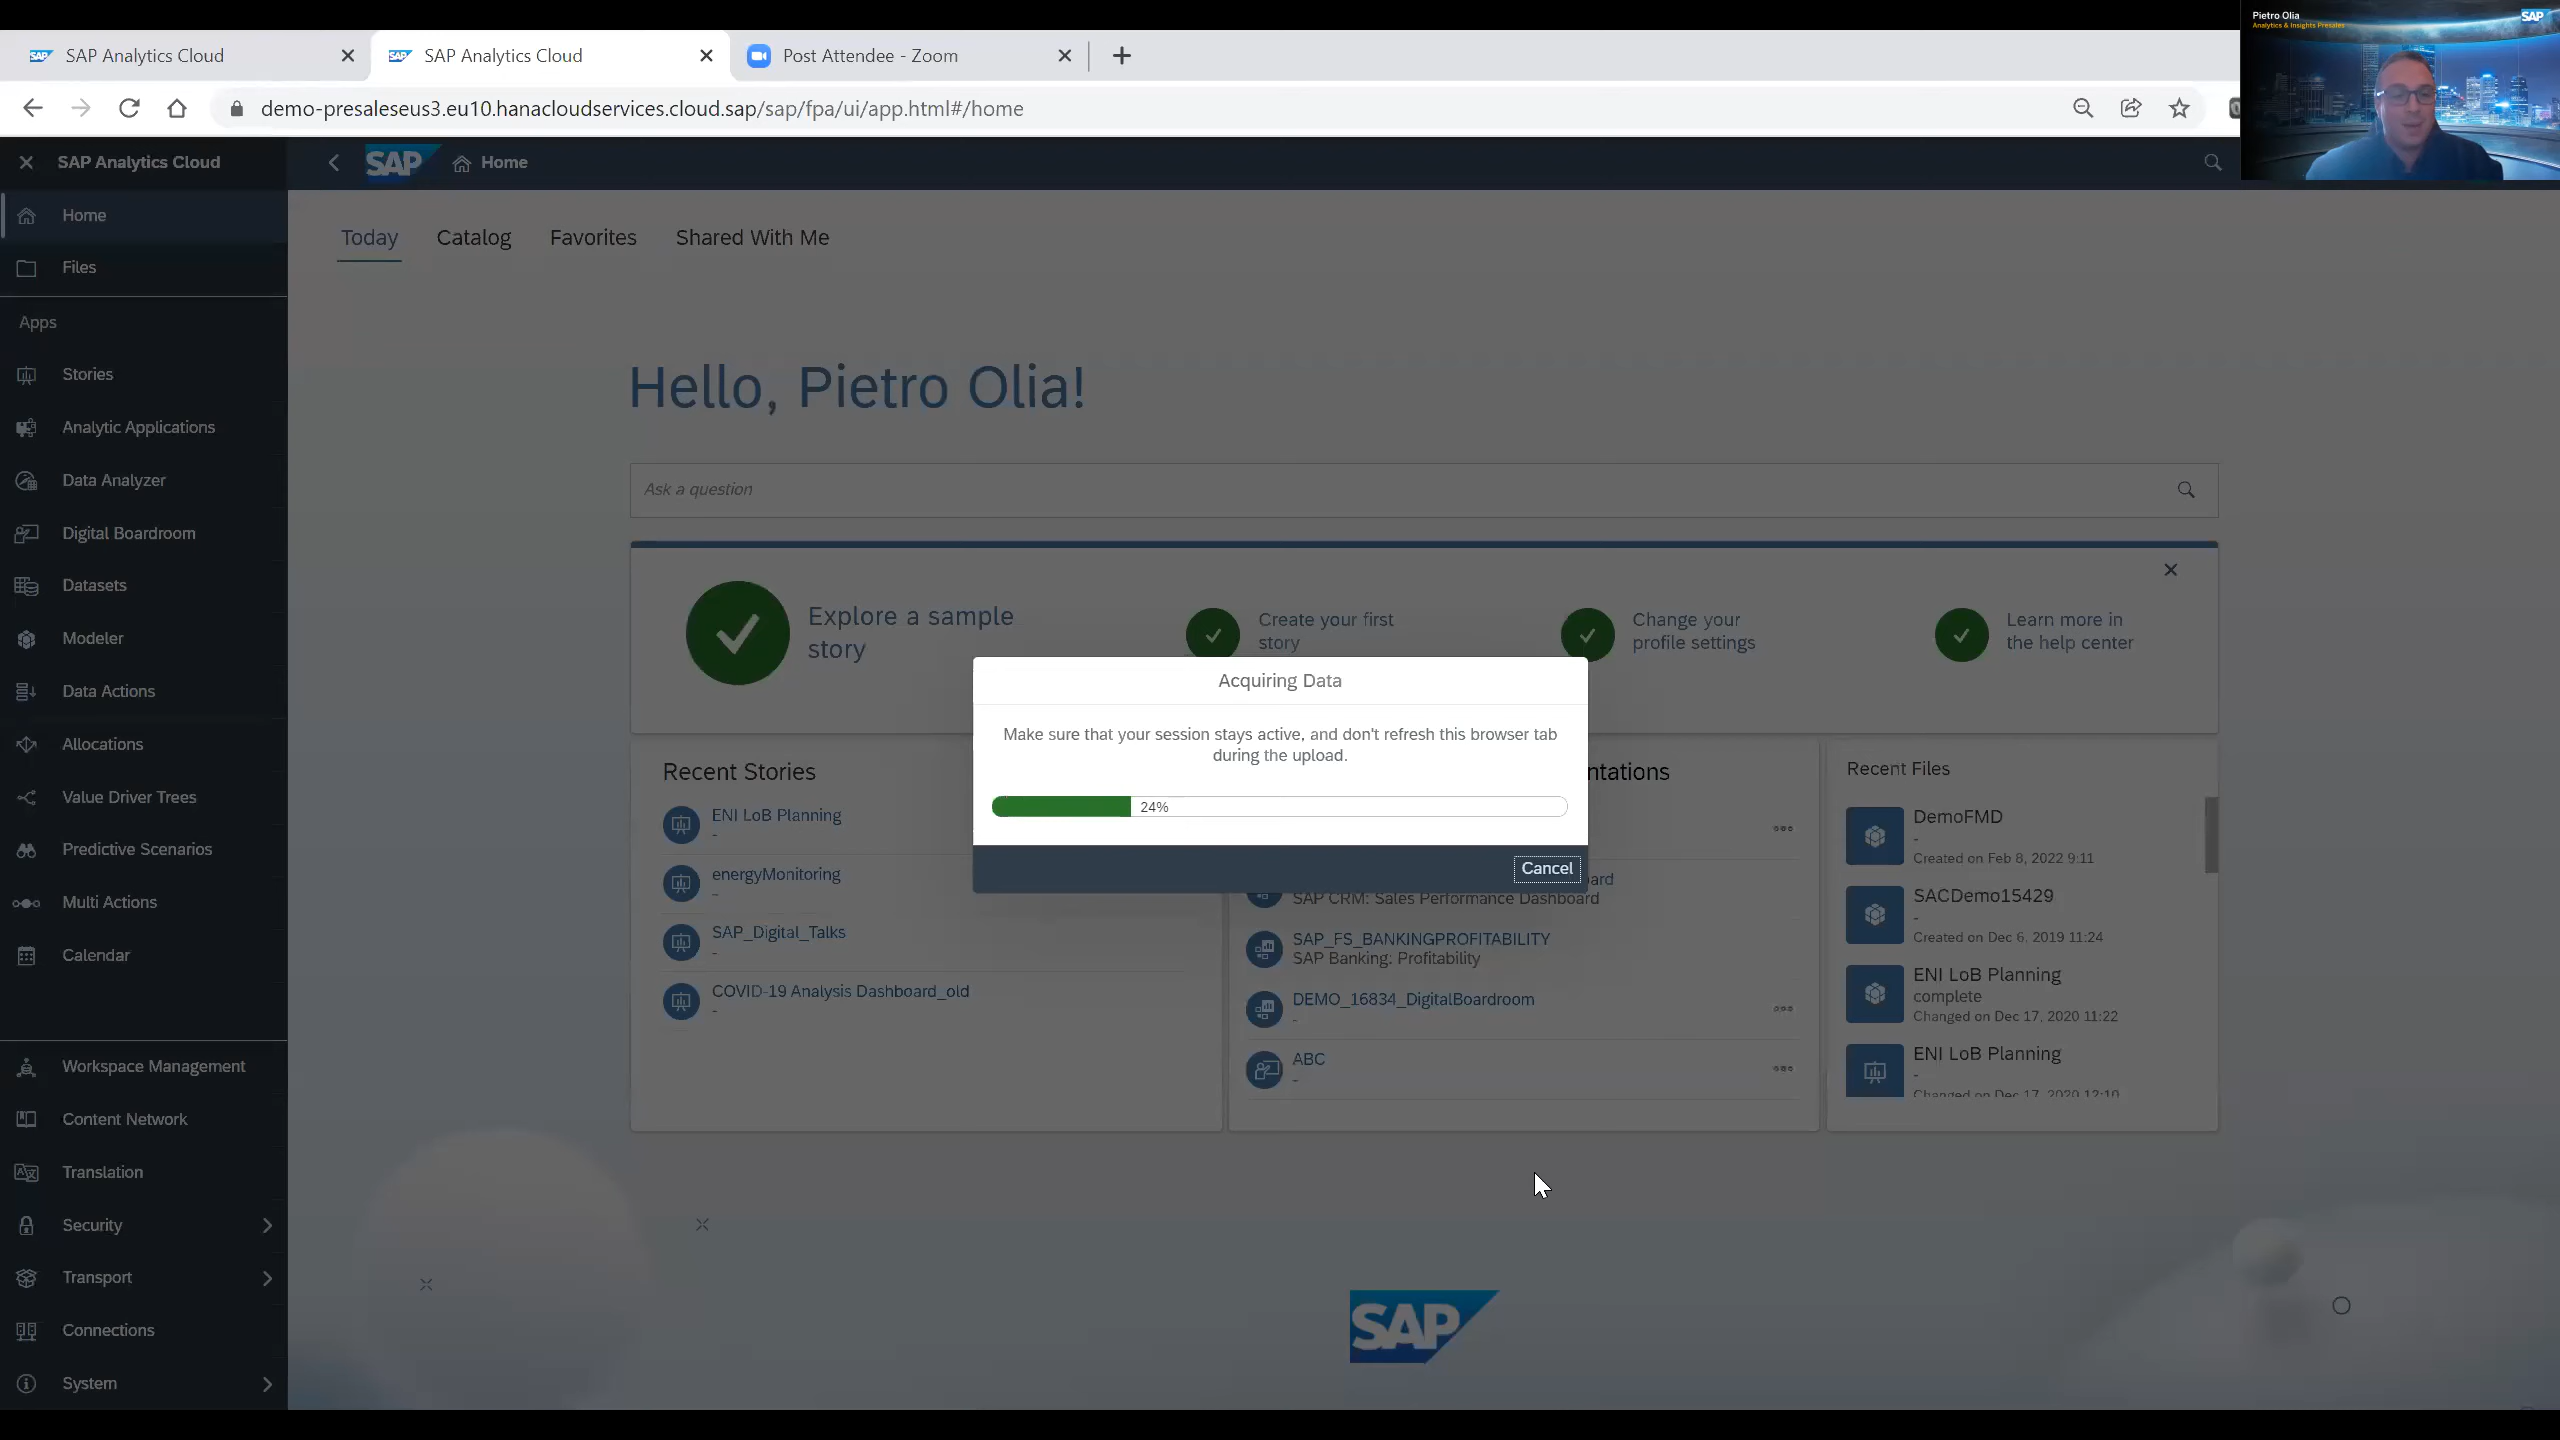 SAP Analytics Cloud
SAP Analytics Cloud
Post Attendee - Zoom
Pietro Olia
Analytics & Insights Presales
SAP
demo-presaleseus3.eu10.hanacloudservices.cloud.sap/sap/fpa/ui/app.html#/home
SAP Analytics Cloud
SAP
Home
Home
Files
Apps
Stories
Analytic Applications
Data Analyzer
Digital Boardroom
Datasets
Modeler
Data Actions
Allocations
Value Driver Trees
Predictive Scenarios
Multi Actions
Calendar
Workspace Management
Content Network
Translation
Security
Transport
Connections
System
Today
Catalog
Favorites
Shared With Me
Hello, Pietro Olia!
Ask a question
Explore a sample
story
Create your first
story
Change your
profile settings
Learn more in
the help center
Acquiring Data
Make sure that your session stays active, and don't refresh this browser tab
during the upload.
24%
Cancel
Recent Stories
ENI LoB Planning
-
energyMonitoring
-
SAP_Digital_Talks
-
COVID-19 Analysis Dashboard_old
-
ntations
ard
SAP CRM: Sales Performance Dashboard
SAP_FS_BANKINGPROFITABILITY
SAP Banking: Profitability
DEMO_16834_DigitalBoardroom
-
ABC
-
Recent Files
DemoFMD
-
Created on Feb 8, 2022 9:11
SACDemo15429
-
Created on Dec 6, 2019 11:24
ENI LoB Planning
complete
Changed on Dec 17, 2020 11:22
ENI LoB Planning
-
Changed on Dec 17, 2020 12:10
SAP